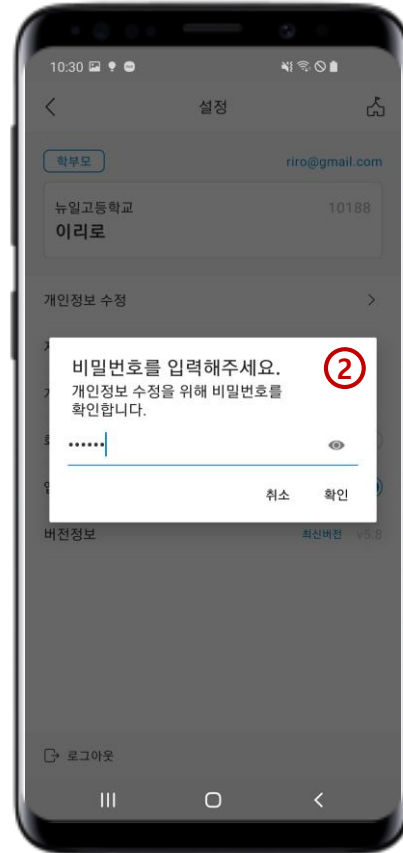 10:30
설정
학부모 riro@gmail.com
뉴일고등학교 10188
이리로
개인정보 수정
비밀번호를 입력해주세요. ②
개인정보 수정을 위해 비밀번호를
확인합니다.
••••••
취소 확인
버전정보 최신버전 v5.8
로그아웃